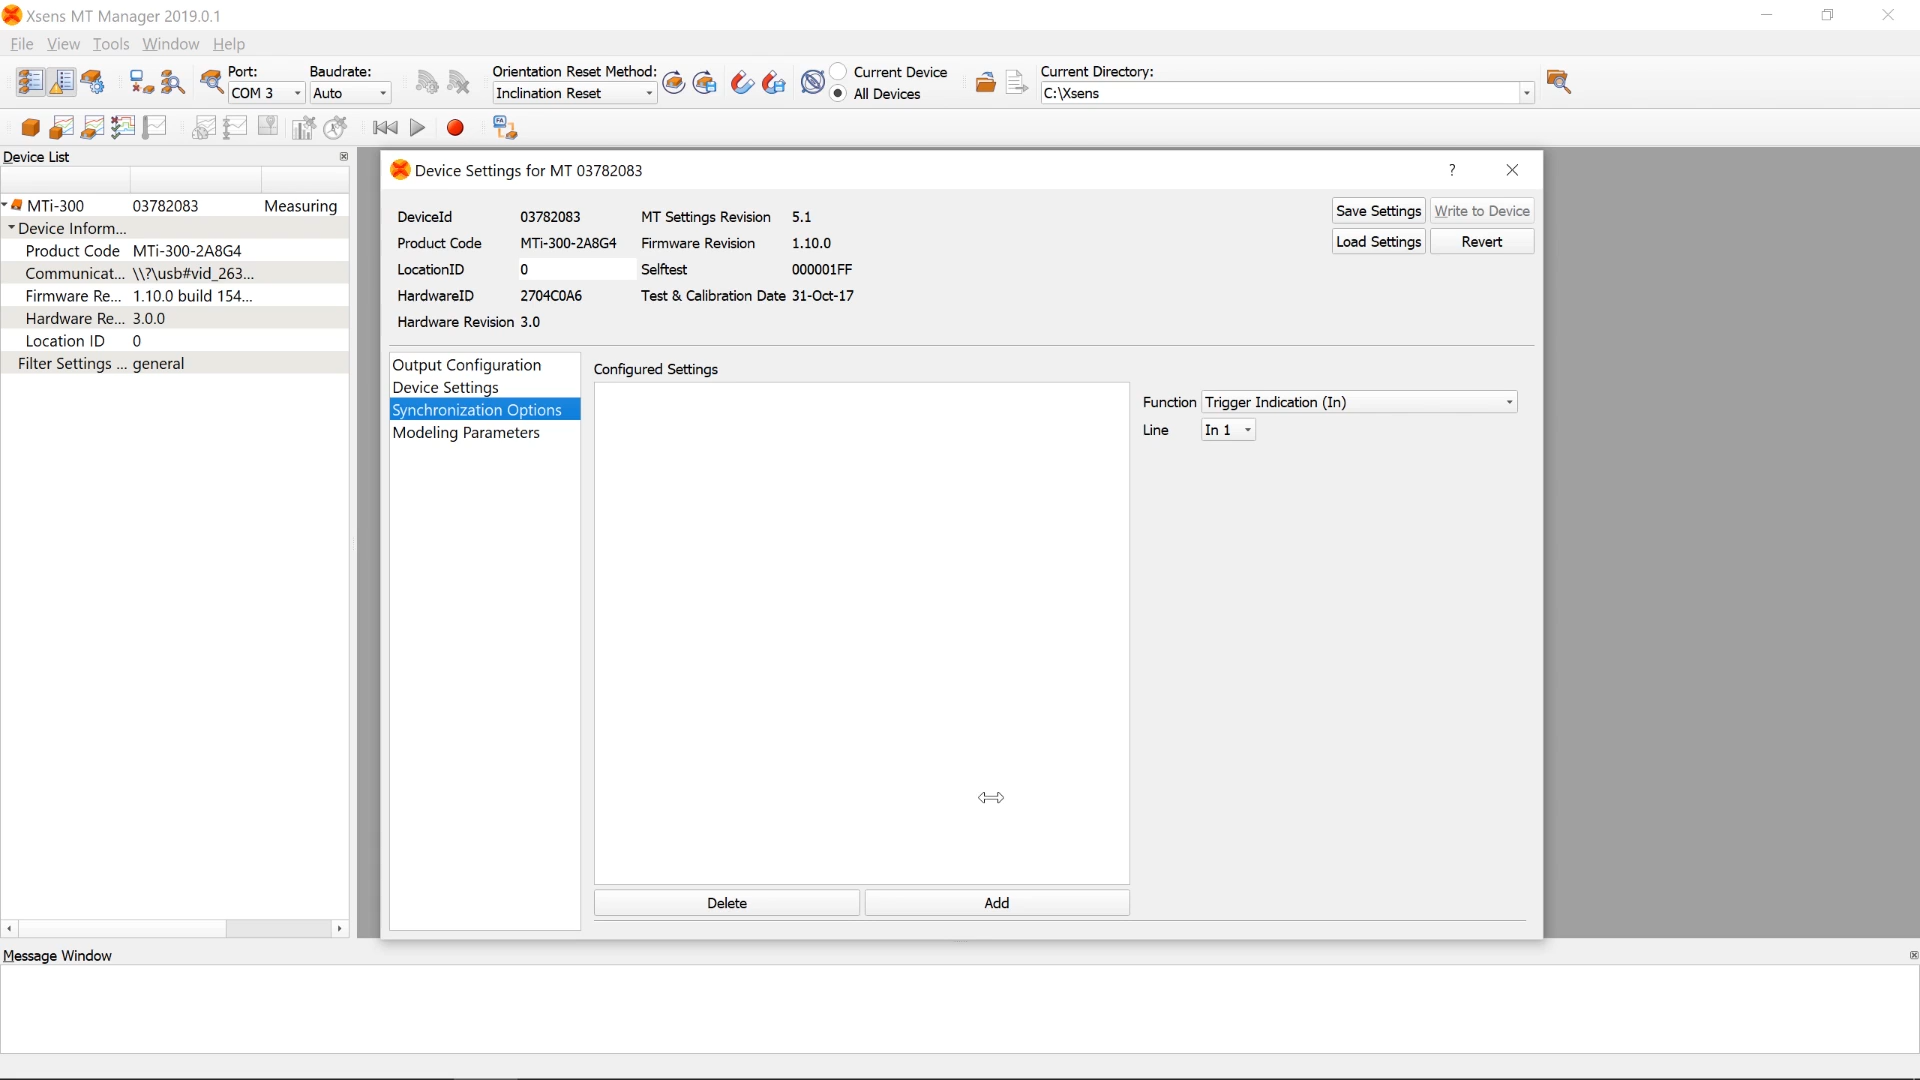 Xsens MT Manager 2019.0.1
File View Tools Window Help
Port: Baudrate: Orientation Reset Method: Current Device Current Directory:
COM 3 Auto Inclination Reset All Devices C:\Xsens
FA
Device List
MTi-300 03782083 Measuring
Device Inform...
Product Code MTi-300-2A8G4
Communicat... \\?\usb#vid_263...
Firmware Re... 1.10.0 build 154...
Hardware Re... 3.0.0
Location ID 0
Filter Settings ... general
Device Settings for MT 03782083 ?
DeviceId 03782083 MT Settings Revision 5.1 Save Settings Write to Device
Product Code MTi-300-2A8G4 Firmware Revision 1.10.0 Load Settings Revert
LocationID 0 Selftest 000001FF
HardwareID 2704C0A6 Test & Calibration Date 31-Oct-17
Hardware Revision 3.0
Output Configuration
Device Settings
Synchronization Options
Modeling Parameters
Configured Settings
Function Trigger Indication (In)
Line In 1
Delete Add
Message Window